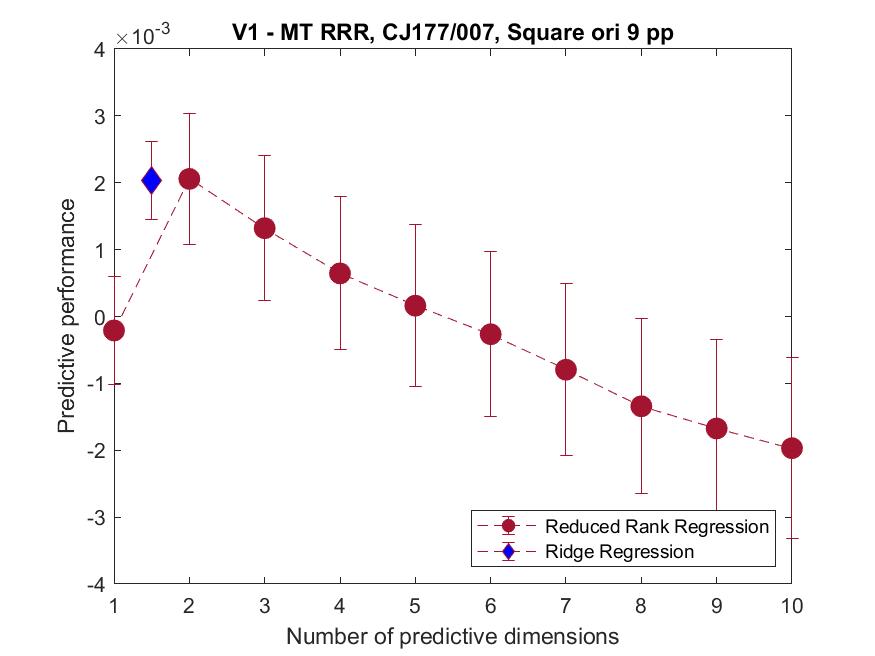 ×10⁻³
V1 - MT RRR, CJ177/007, Square ori 9 pp
4
3
2
1
0
-1
-2
-3
-4
Predictive performance
1 2 3 4 5 6 7 8 9 10
Number of predictive dimensions
Reduced Rank Regression
Ridge Regression